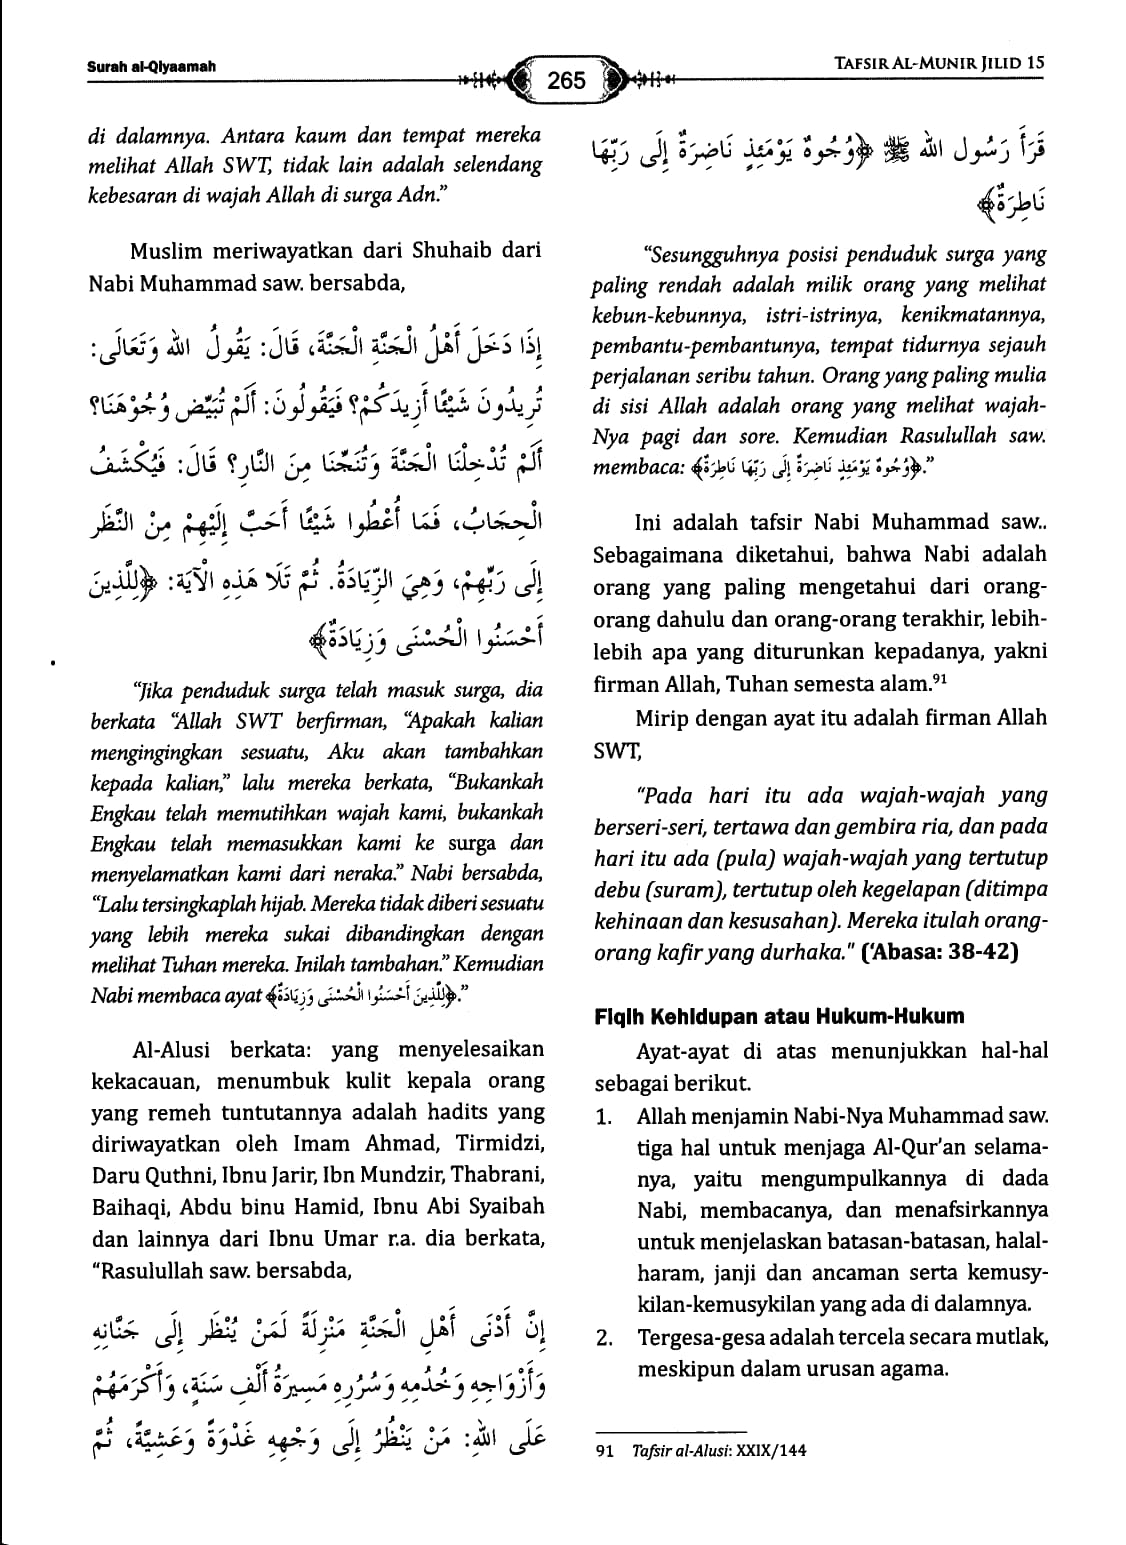 Surah al-Qiyaamah
265
TAFSIR AL-MUNIR JILID 15
di dalamnya. Antara kaum dan tempat mereka
melihat Allah SWT, tidak lain adalah selendang
kebesaran di wajah Allah di surga Adn.”
Muslim meriwayatkan dari Shuhaib dari
Nabi Muhammad saw. bersabda,
إِذَا دَخَلَ أَهْلُ الْجَنَّةِ الْجَنَّةَ، قَالَ: يَقُولُ الله وَتَعَالَى:
تُرِيدُونَ شَيْئًا أَزِيدَكُمْ؟ فَيَقُولُونَ: أَلَمْ تُبَيِّض وُجُوْهَنَا؟
أَلَمْ تُدْخِلْنَا الْجَنَّةَ وَتُنَجِّنَا مِنَ النَّارِ؟ قَالَ: فَيُكْشَفُ
الْحِجَابُ، فَمَا أُعْطُوا شَيْئًا أَحَبَّ إِلَيْهِمْ مِنْ النَّظَر
إِلَى رَبِّهِمْ، وَهِيَ الزِّيَادَةُ. ثُمَّ تَلَا هَذِهِ الْآيَة: ﴿لِلَّذِينَ
أَحْسَنُوا الْحُسْنَى وَزِيَادَةٌ﴾
“Jika penduduk surga telah masuk surga, dia
berkata “Allah SWT berfirman, “Apakah kalian
mengingingkan sesuatu, Aku akan tambahkan
kepada kalian,” lalu mereka berkata, “Bukankah
Engkau telah memutihkan wajah kami, bukankah
Engkau telah memasukkan kami ke surga dan
menyelamatkan kami dari neraka.” Nabi bersabda,
“Lalu tersingkaplah hijab. Mereka tidak diberi sesuatu
yang lebih mereka sukai dibandingkan dengan
melihat Tuhan mereka. Inilah tambahan.” Kemudian
Nabi membaca ayat ﴿لِلَّذِينَ أَحْسَنُوا الْحُسْنَى وَزِيَادَةٌ﴾.”
Al-Alusi berkata: yang menyelesaikan
kekacauan, menumbuk kulit kepala orang
yang remeh tuntutannya adalah hadits yang
diriwayatkan oleh Imam Ahmad, Tirmidzi,
Daru Quthni, Ibnu Jarir, Ibn Mundzir, Thabrani,
Baihaqi, Abdu binu Hamid, Ibnu Abi Syaibah
dan lainnya dari Ibnu Umar r.a. dia berkata,
“Rasulullah saw. bersabda,
إِنَّ أَدْنَى أَهْلِ الْجَنَّةِ مَنْزِلَةً لَمَنْ يُنْظَر إِلَى جَنَّانِهِ
وَأَزْوَاجِهِ وَخُدُمِهِ وَسُرُرِهِ مَسِيرَةُ أَلْفِ سَنَةٍ، وَأَكْرَمَهُمْ
عَلَى اللهِ: مَنْ يَنْظُرُ إِلَى وَجْهِهِ غَدْوَةً وَعَشِيَّةً، ثُمَّ
قَرَأَ رَسُول الله ﷺ ﴿وُجُوهٌ يَوْمَئِذٍ نَاضِرَةٌ إِلَى رَبِّهَا
نَاظِرَةٌ﴾
“Sesungguhnya posisi penduduk surga yang
paling rendah adalah milik orang yang melihat
kebun-kebunnya, istri-istrinya, kenikmatannya,
pembantu-pembantunya, tempat tidurnya sejauh
perjalanan seribu tahun. Orang yang paling mulia
di sisi Allah adalah orang yang melihat wajah-
Nya pagi dan sore. Kemudian Rasulullah saw.
membaca: ﴿وُجُوهٌ يَوْمَئِذٍ نَاضِرَةٌ إِلَى رَبِّهَا نَاظِرَةٌ﴾.”
Ini adalah tafsir Nabi Muhammad saw..
Sebagaimana diketahui, bahwa Nabi adalah
orang yang paling mengetahui dari orang-
orang dahulu dan orang-orang terakhir, lebih-
lebih apa yang diturunkan kepadanya, yakni
firman Allah, Tuhan semesta alam.⁹¹
Mirip dengan ayat itu adalah firman Allah
SWT,
“Pada hari itu ada wajah-wajah yang
berseri-seri, tertawa dan gembira ria, dan pada
hari itu ada (pula) wajah-wajah yang tertutup
debu (suram), tertutup oleh kegelapan (ditimpa
kehinaan dan kesusahan). Mereka itulah orang-
orang kafir yang durhaka." (‘Abasa: 38-42)
Fiqih Kehidupan atau Hukum-Hukum
Ayat-ayat di atas menunjukkan hal-hal
sebagai berikut.
1. Allah menjamin Nabi-Nya Muhammad saw.
tiga hal untuk menjaga Al-Qur’an selama-
nya, yaitu mengumpulkannya di dada
Nabi, membacanya, dan menafsirkannya
untuk menjelaskan batasan-batasan, halal-
haram, janji dan ancaman serta kemusy-
kilan-kemusykilan yang ada di dalamnya.
2. Tergesa-gesa adalah tercela secara mutlak,
meskipun dalam urusan agama.
91 Tafsir al-Alusi: XXIX/144